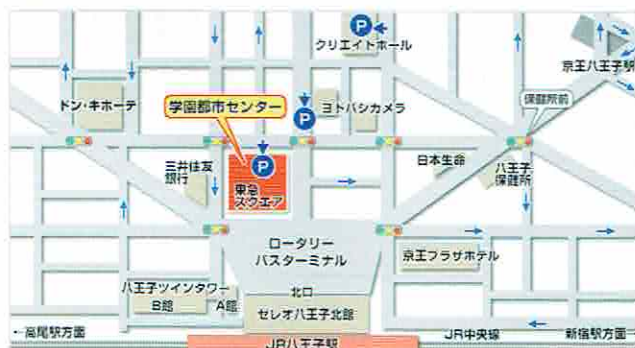 P
クリエイトホール
京王八王子駅
ドン・キホーテ
学園都市センター
ヨドバシカメラ
保健所前
P
P
三井住友
銀行
東急
スクエア
日本生命
八王子
保健所
ロータリー
バスターミナル
京王プラザホテル
八王子ツインタワー
B館
A館
北口
セレオ八王子北館
←高尾駅方面
JR中央線
新宿駅方面
JR八王子駅